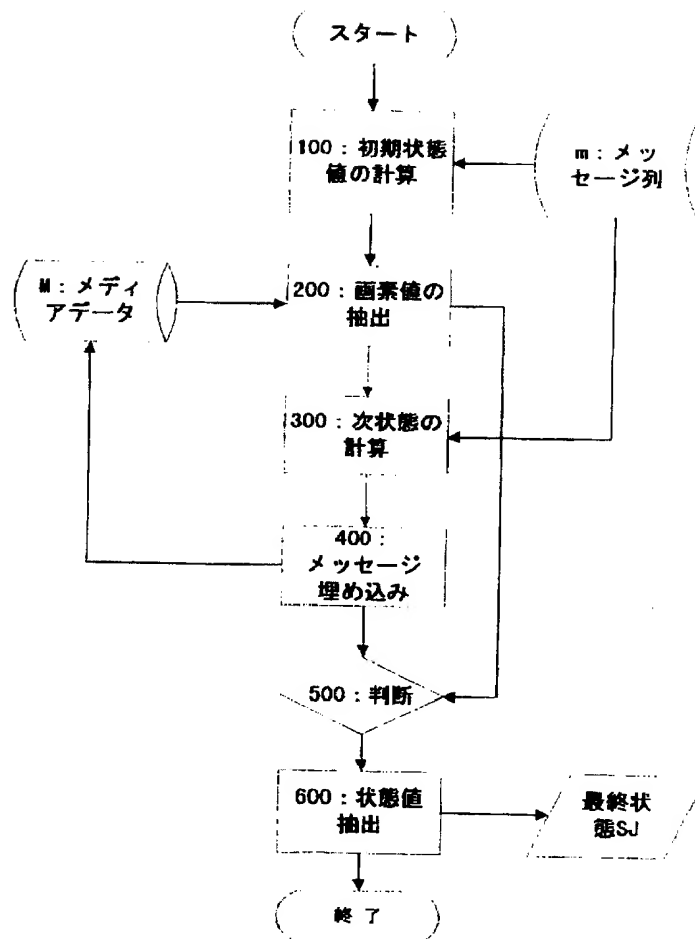 スタート
100：初期状態
値の計算
m：メッ
セージ列
M：メディ
アデータ
200：画素値の
抽出
300：次状態の
計算
400：
メッセージ
埋め込み
500：判断
600：状態値
抽出
最終状
態SJ
終了